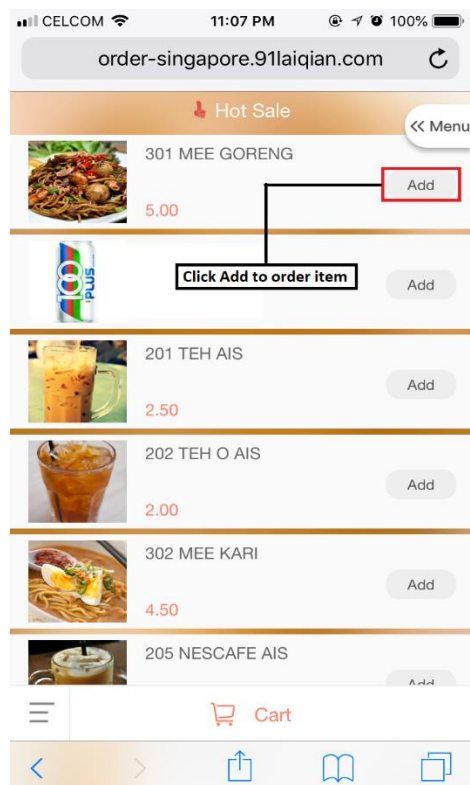 CELCOM 11:07 PM 100%
order-singapore.91laiqian.com
Hot Sale
<< Menu
301 MEE GORENG
Add
5.00
100
PLUS
Click Add to order item
Add
201 TEH AIS
Add
2.50
202 TEH O AIS
Add
2.00
302 MEE KARI
Add
4.50
205 NESCAFE AIS
Add
Cart